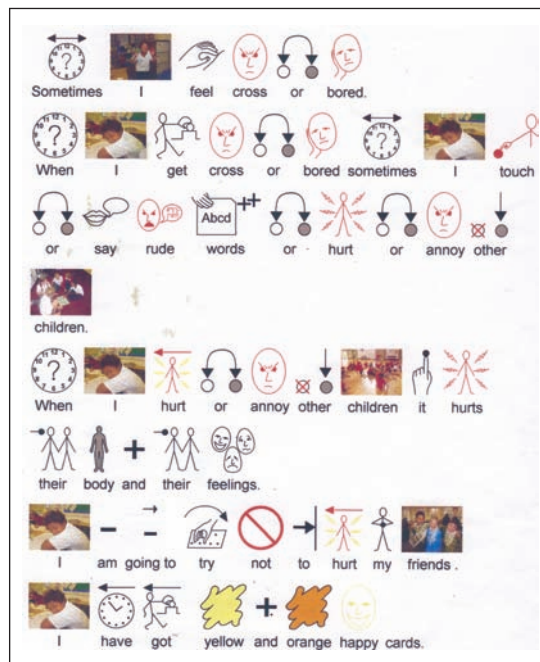 Sometimes I feel cross or bored.
When I get cross or bored sometimes I touch
or say rude Abcd words or hurt or annoy other
children.
When I hurt or annoy other children it hurts
their body and their feelings.
I am going to try not to hurt my friends.
I have got yellow and orange happy cards.